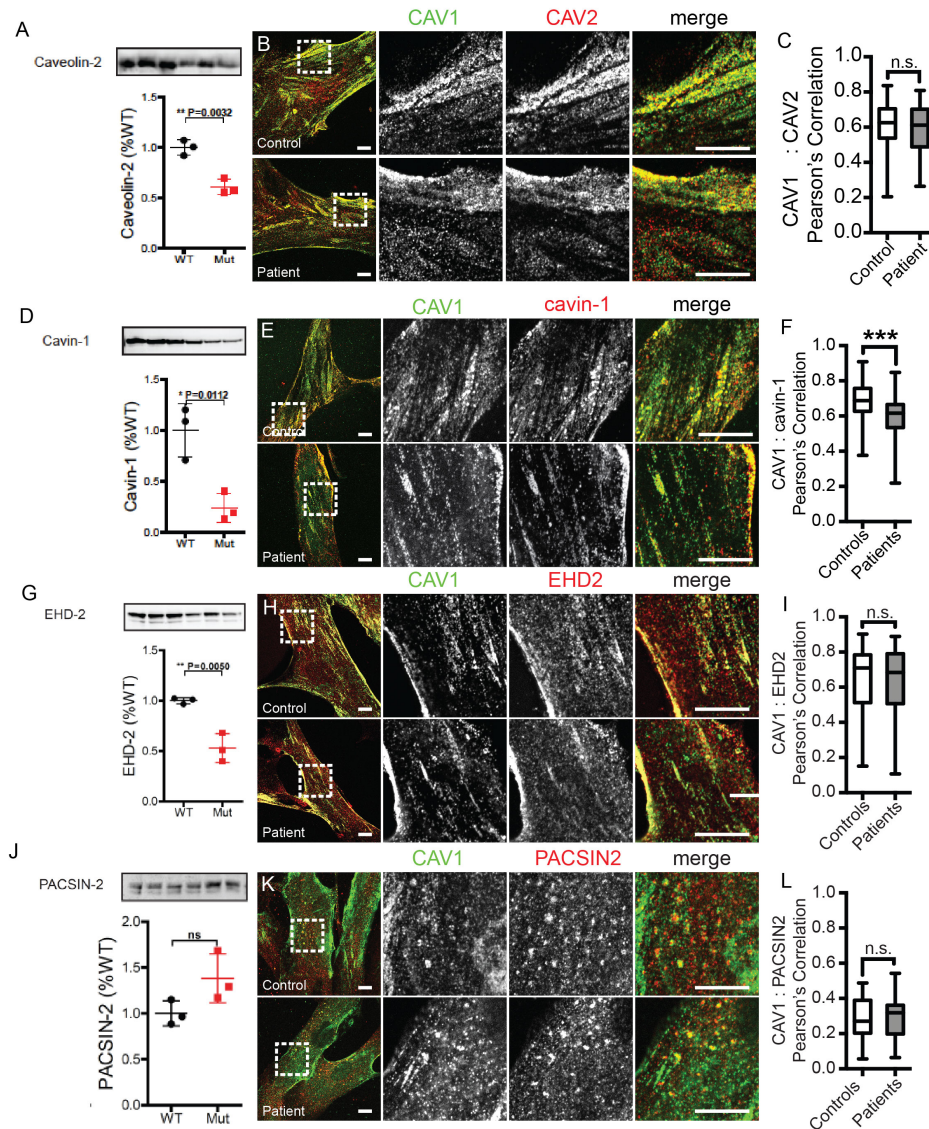 A
Caveolin-2
Caveolin-2 (%WT)
1.5
1.0
0.5
0.0
** P=0.0032
WT
Mut
B
CAV1
CAV2
merge
Control
Patient
C
CAV1 : CAV2
Pearson's Correlation
1.0
0.8
0.6
0.4
0.2
0.0
n.s.
Control
Patient
D
Cavin-1
Cavin-1 (%WT)
1.5
1.0
0.5
0.0
* P=0.0112
WT
Mut
E
CAV1
cavin-1
merge
Control
Patient
F
CAV1 : cavin-1
Pearson's Correlation
1.0
0.8
0.6
0.4
0.2
0.0
***
Controls
Patients
G
EHD-2
EHD-2 (%WT)
1.5
1.0
0.5
0.0
** P=0.0050
WT
Mut
H
CAV1
EHD2
merge
Control
Patient
I
CAV1 : EHD2
Pearson's Correlation
1.0
0.8
0.6
0.4
0.2
0.0
n.s.
Controls
Patients
J
PACSIN-2
PACSIN-2 (%WT)
2.0
1.5
1.0
0.5
0.0
ns
WT
Mut
K
CAV1
PACSIN2
merge
Control
Patient
L
CAV1 : PACSIN2
Pearson's Correlation
1.0
0.8
0.6
0.4
0.2
0.0
n.s.
Controls
Patients